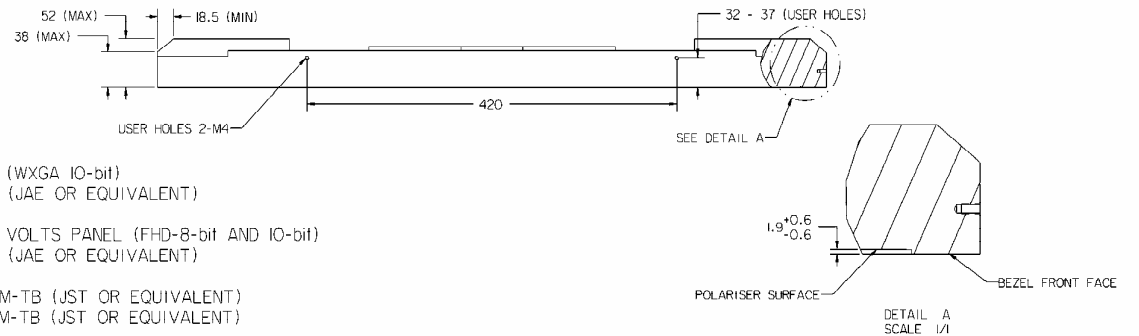 52 (MAX)
18.5 (MIN)
38 (MAX)
32 - 37 (USER HOLES)
420
USER HOLES 2-M4
SEE DETAIL A
(WXGA 10-bit)
(JAE OR EQUIVALENT)
VOLTS PANEL (FHD-8-bit AND 10-bit)
(JAE OR EQUIVALENT)
M-TB (JST OR EQUIVALENT)
M-TB (JST OR EQUIVALENT)
1.9 +0.6
-0.6
POLARISER SURFACE
BEZEL FRONT FACE
DETAIL A
SCALE 1/1